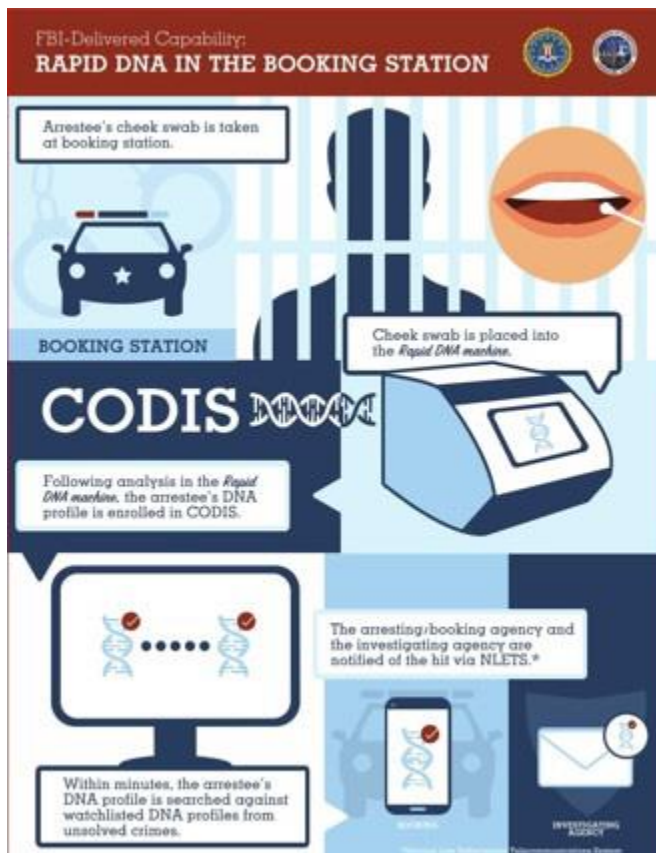 FBI-Delivered Capability:
RAPID DNA IN THE BOOKING STATION
Arrestee's cheek swab is taken
at booking station.
BOOKING STATION
Cheek swab is placed into
the Rapid DNA machine.
CODIS
Following analysis in the Rapid
DNA machine, the arrestee's DNA
profile is enrolled in CODIS.
The arresting/booking agency and
the investigating agency are
notified of the hit via NLETS.*
Within minutes, the arrestee's
DNA profile is searched against
watchlisted DNA profiles from
unsolved crimes.
BOOKING
INVESTIGATING
AGENCY